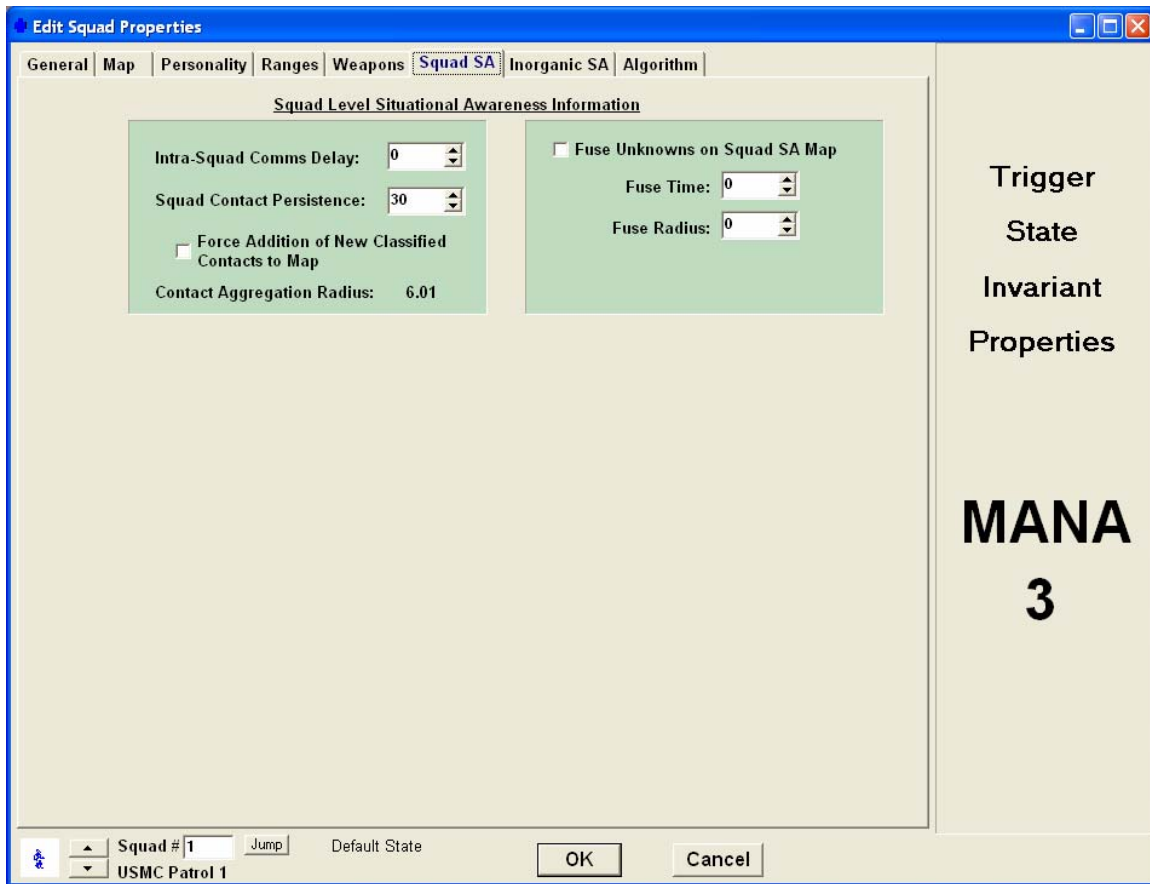 Edit Squad Properties
General Map Personality Ranges Weapons Squad SA Inorganic SA Algorithm
Squad Level Situational Awareness Information
Intra-Squad Comms Delay: 0
Squad Contact Persistence: 30
Force Addition of New Classified
Contacts to Map
Contact Aggregation Radius: 6.01
Fuse Unknowns on Squad SA Map
Fuse Time: 0
Fuse Radius: 0
Trigger
State
Invariant
Properties
MANA
3
Squad # 1 Jump Default State
USMC Patrol 1
OK Cancel